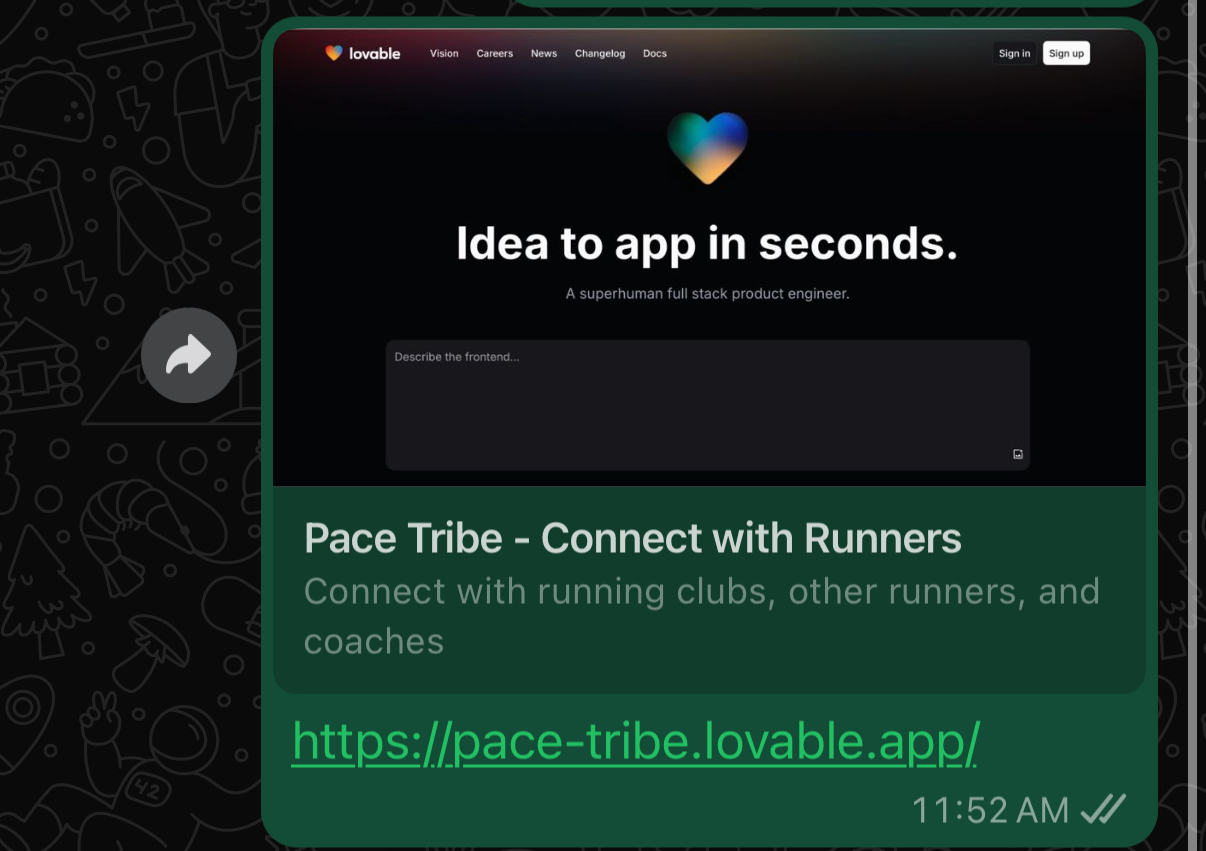 lovable Vision Careers News Changelog Docs Sign in Sign up
Idea to app in seconds.
A superhuman full stack product engineer.
Describe the frontend...
Pace Tribe - Connect with Runners
Connect with running clubs, other runners, and
coaches
https://pace-tribe.lovable.app/
11:52 AM
42